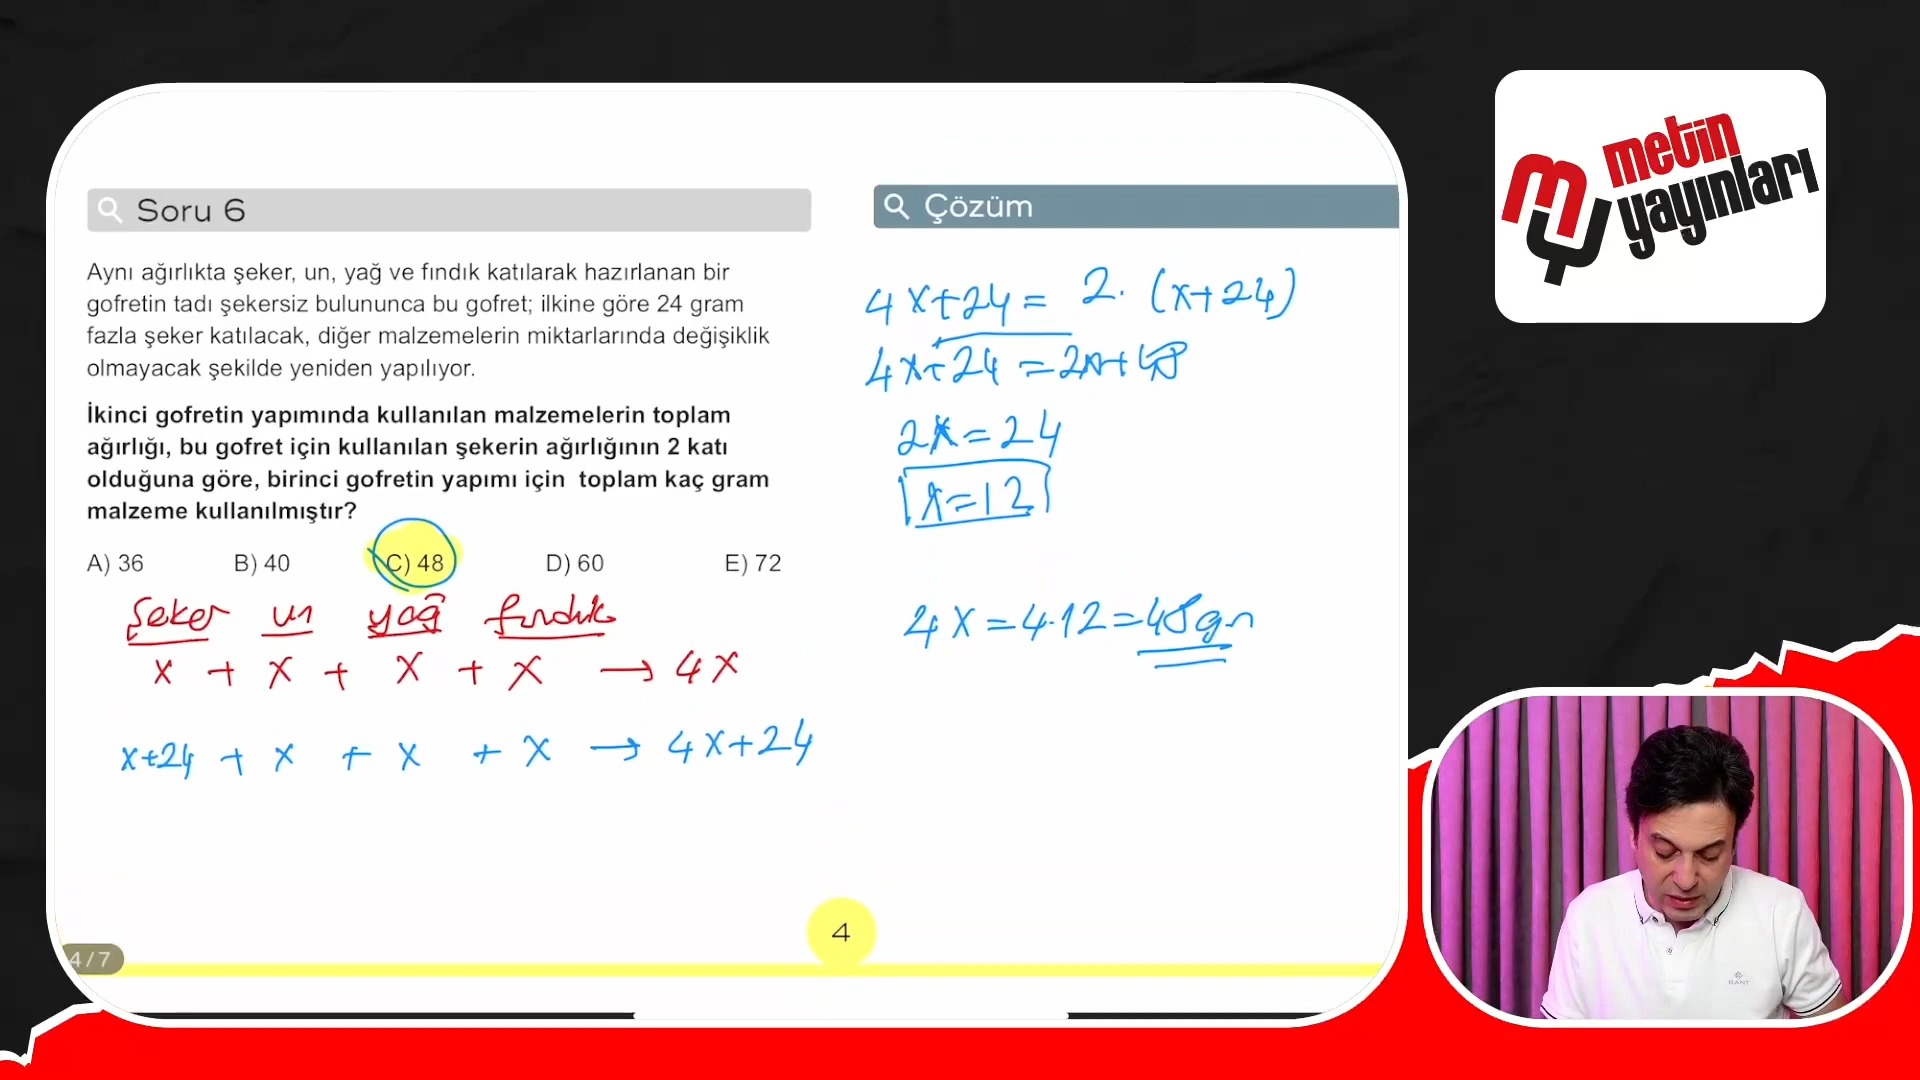 metin
yayınları
Soru 6
Aynı ağırlıkta şeker, un, yağ ve fındık katılarak hazırlanan bir
gofretin tadı şekersiz bulununca bu gofret; ilkine göre 24 gram
fazla şeker katılacak, diğer malzemelerin miktarlarında değişiklik
olmayacak şekilde yeniden yapılıyor.
İkinci gofretin yapımında kullanılan malzemelerin toplam
ağırlığı, bu gofret için kullanılan şekerin ağırlığının 2 katı
olduğuna göre, birinci gofretin yapımı için toplam kaç gram
malzeme kullanılmıştır?
A) 36 B) 40 C) 48 D) 60 E) 72
Şeker un yağ fındık
x + x + x + x → 4x
x+24 + x + x + x → 4x+24
Çözüm
4x+24 = 2. (x+24)
4x+24 = 2x+48
2x=24
x=12
4x=4.12=48gr
4
4/7
GANT